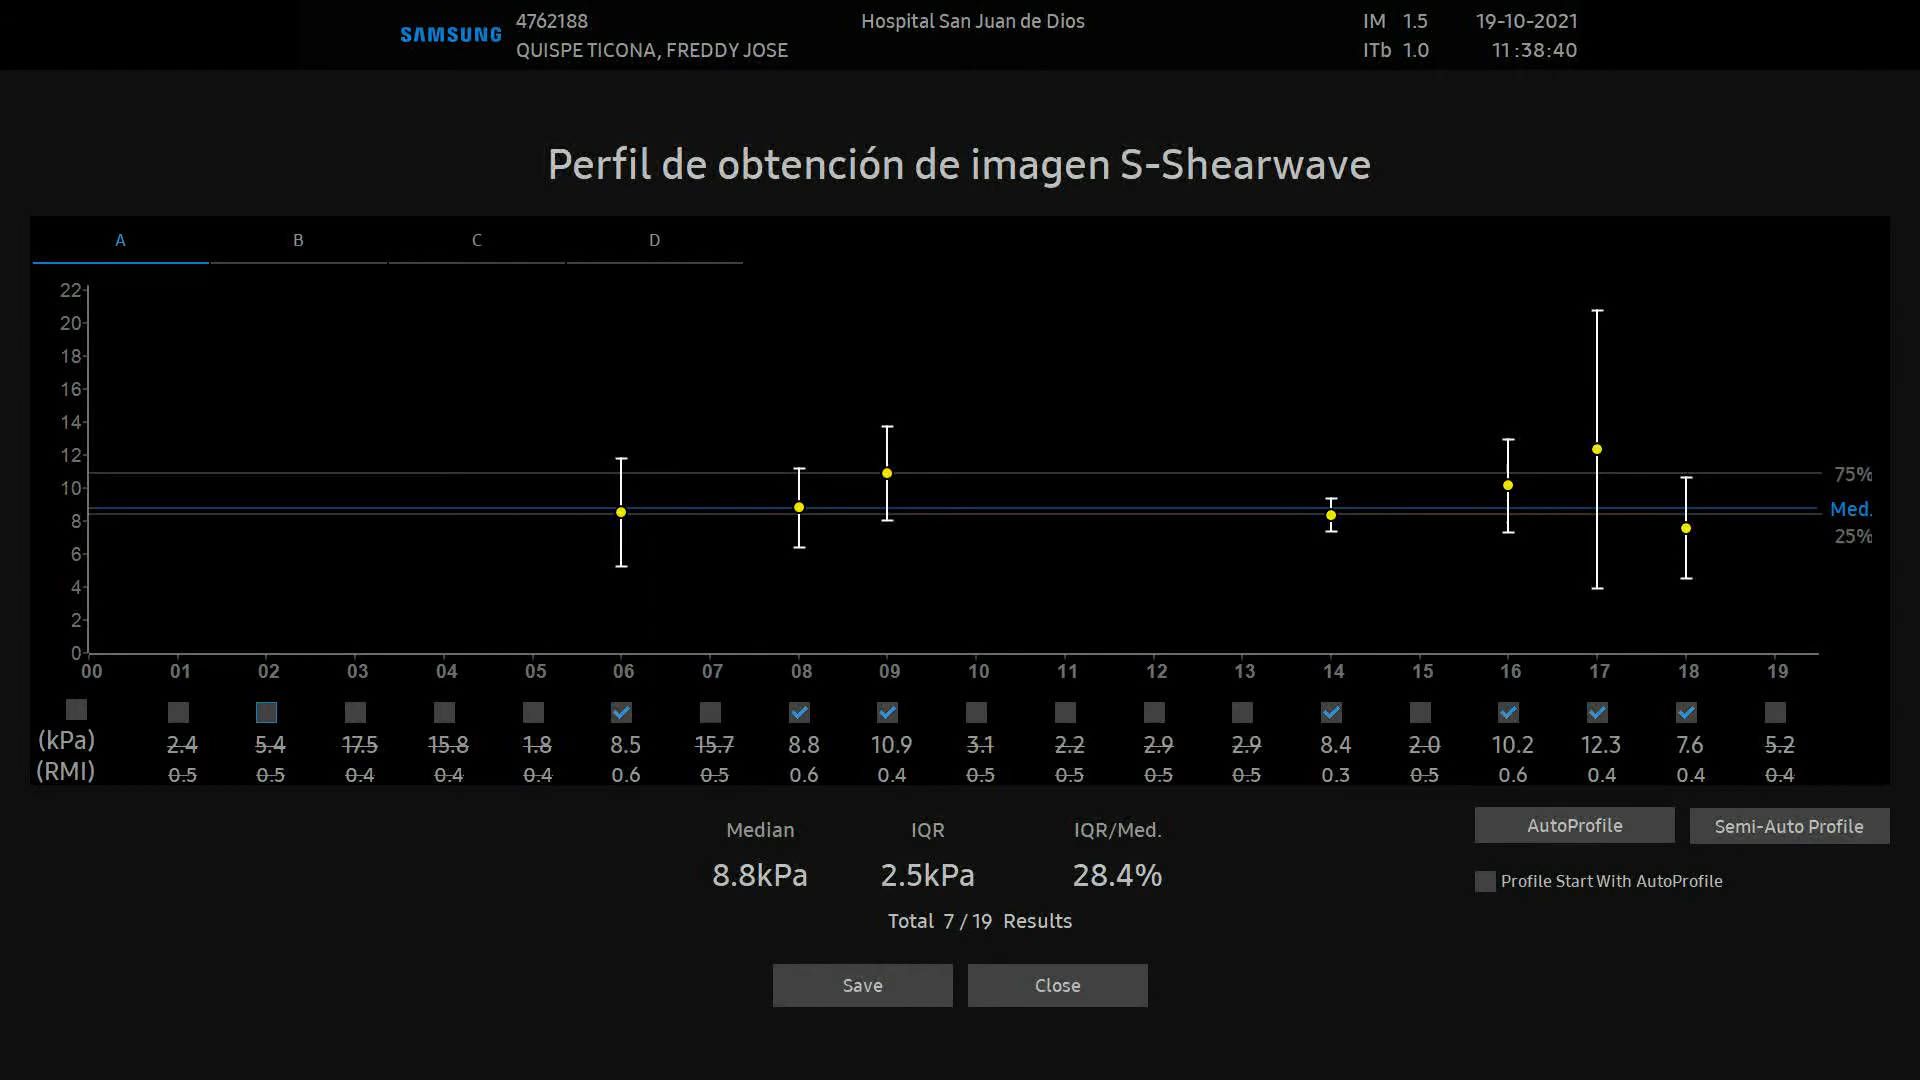 SAMSUNG
4762188
QUISPE TICONA, FREDDY JOSE
Hospital San Juan de Dios
IM 1.5
ITb 1.0
19-10-2021
11:38:40
Perfil de obtención de imagen S-Shearwave
A B C D
22
20
18
16
14
12
10
8
6
4
2
0
75%
Med.
25%
00 01 02 03 04 05 06 07 08 09 10 11 12 13 14 15 16 17 18 19
(kPa) 2.4 5.4 17.5 15.8 1.8 8.5 15.7 8.8 10.9 3.1 2.2 2.9 2.9 8.4 2.0 10.2 12.3 7.6 5.2
(RMI) 0.5 0.5 0.4 0.4 0.4 0.6 0.5 0.6 0.4 0.5 0.5 0.5 0.5 0.3 0.5 0.6 0.4 0.4 0.4
Median IQR IQR/Med.
8.8kPa 2.5kPa 28.4%
Total 7 / 19 Results
AutoProfile Semi-Auto Profile
Profile Start With AutoProfile
Save Close